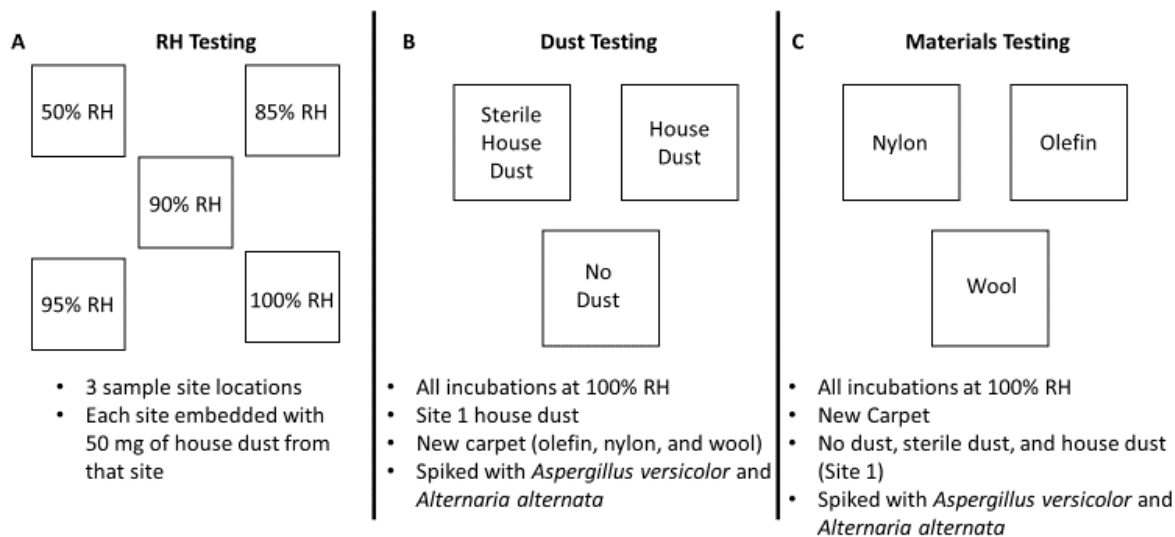 A RH Testing
50% RH
85% RH
90% RH
95% RH
100% RH
• 3 sample site locations
• Each site embedded with
50 mg of house dust from
that site
B Dust Testing
Sterile
House
Dust
House
Dust
No
Dust
• All incubations at 100% RH
• Site 1 house dust
• New carpet (olefin, nylon, and wool)
• Spiked with Aspergillus versicolor and
Alternaria alternata
C Materials Testing
Nylon
Olefin
Wool
• All incubations at 100% RH
• New Carpet
• No dust, sterile dust, and house dust
(Site 1)
• Spiked with Aspergillus versicolor and
Alternaria alternata